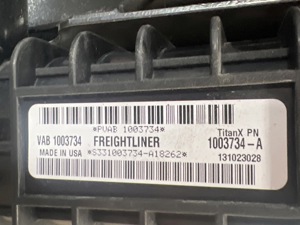 *PVAB 1003734*
VAB 1003734 FREIGHTLINER TitanX PN
1003734-A
MADE IN USA *S331003734-A18262* 131023028